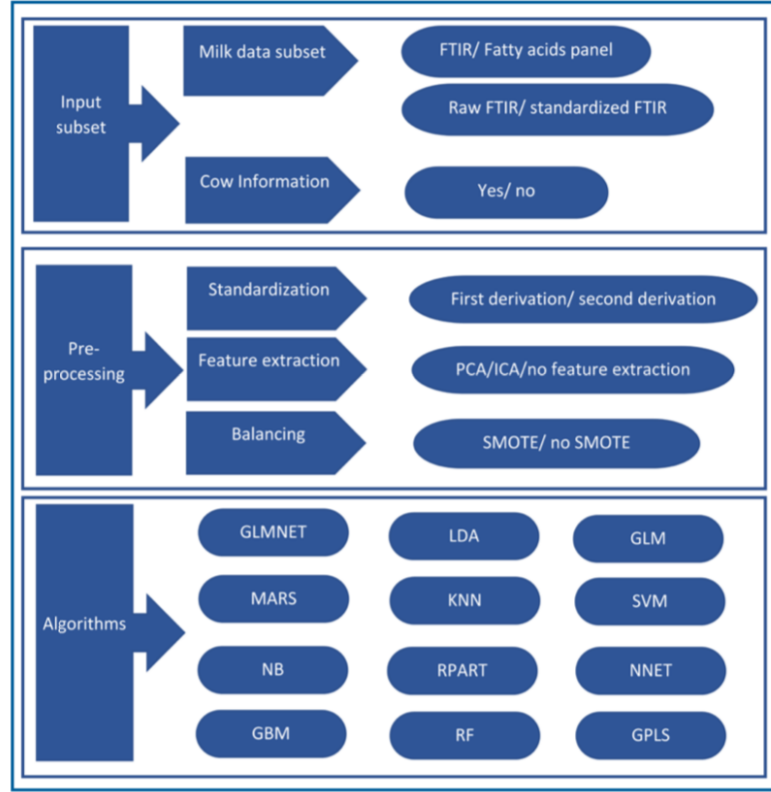 Input
subset
Milk data subset
FTIR/ Fatty acids panel
Raw FTIR/ standardized FTIR
Cow Information
Yes/ no
Pre-
processing
Standardization
First derivation/ second derivation
Feature extraction
PCA/ICA/no feature extraction
Balancing
SMOTE/ no SMOTE
Algorithms
GLMNET
LDA
GLM
MARS
KNN
SVM
NB
RPART
NNET
GBM
RF
GPLS